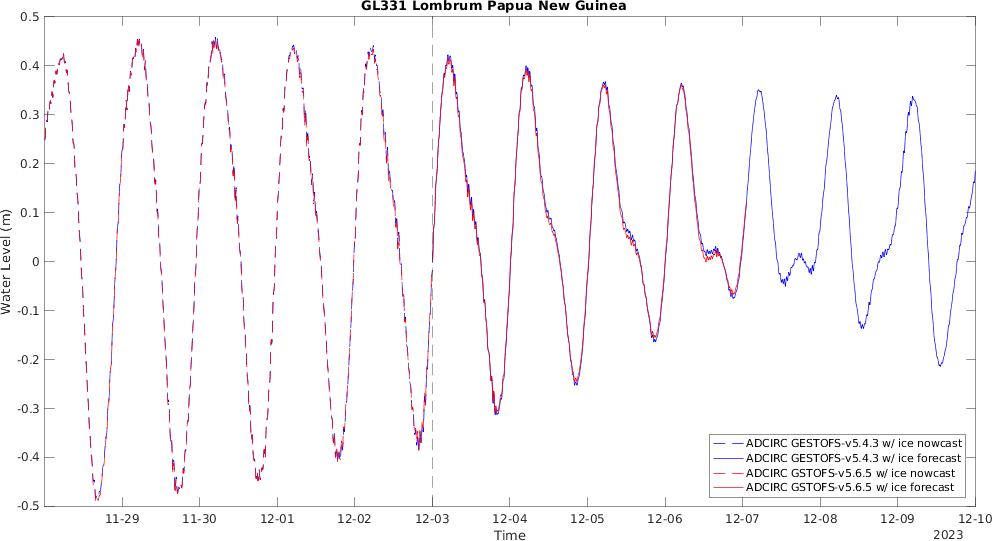 GL331 Lombrum Papua New Guinea
Water Level (m)
0.5
0.4
0.3
0.2
0.1
0
-0.1
-0.2
-0.3
-0.4
-0.5
ADCIRC GESTOFS-v5.4.3 w/ ice nowcast
ADCIRC GESTOFS-v5.4.3 w/ ice forecast
ADCIRC GSTOFS-v5.6.5 w/ ice nowcast
ADCIRC GSTOFS-v5.6.5 w/ ice forecast
11-29 11-30 12-01 12-02 12-03 12-04 12-05 12-06 12-07 12-08 12-09 12-10
Time
2023